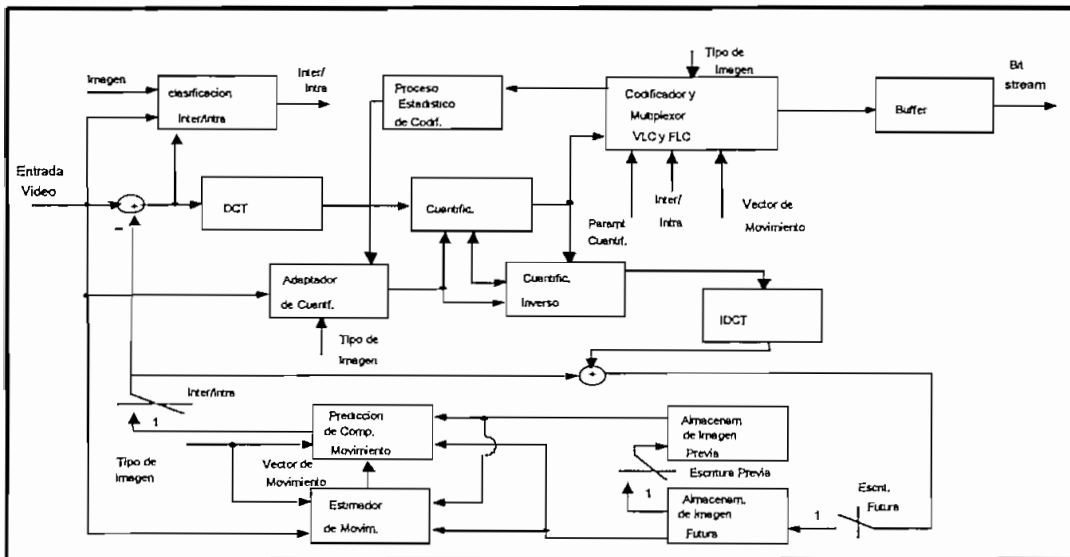 Imagen
clasificacion
Inter/Intra
Inter/
Intra
Proceso
Estadistico
de Codif.
Tipo de
Imagen
Codificador y
Multiplexor
VLC y FLC
Buffer
Bit
stream
Entrada
Video
+
−
DCT
Cuantific.
Paramt
Cuantif.
Inter/
Intra
Vector de
Movimiento
Adaptador
de Cuantf.
Tipo de
Imagen
Cuantific.
Inverso
IDCT
+
Inter/Intra
1
Tipo de
Imagen
Prediccion
de Comp.
Movimiento
Vector de
Movimiento
Estimador
de Movim.
Almacenam.
de Imagen
Previa
Escritura Previa
1
Almacenam.
de Imagen
Futura
1
Escrit.
Futura